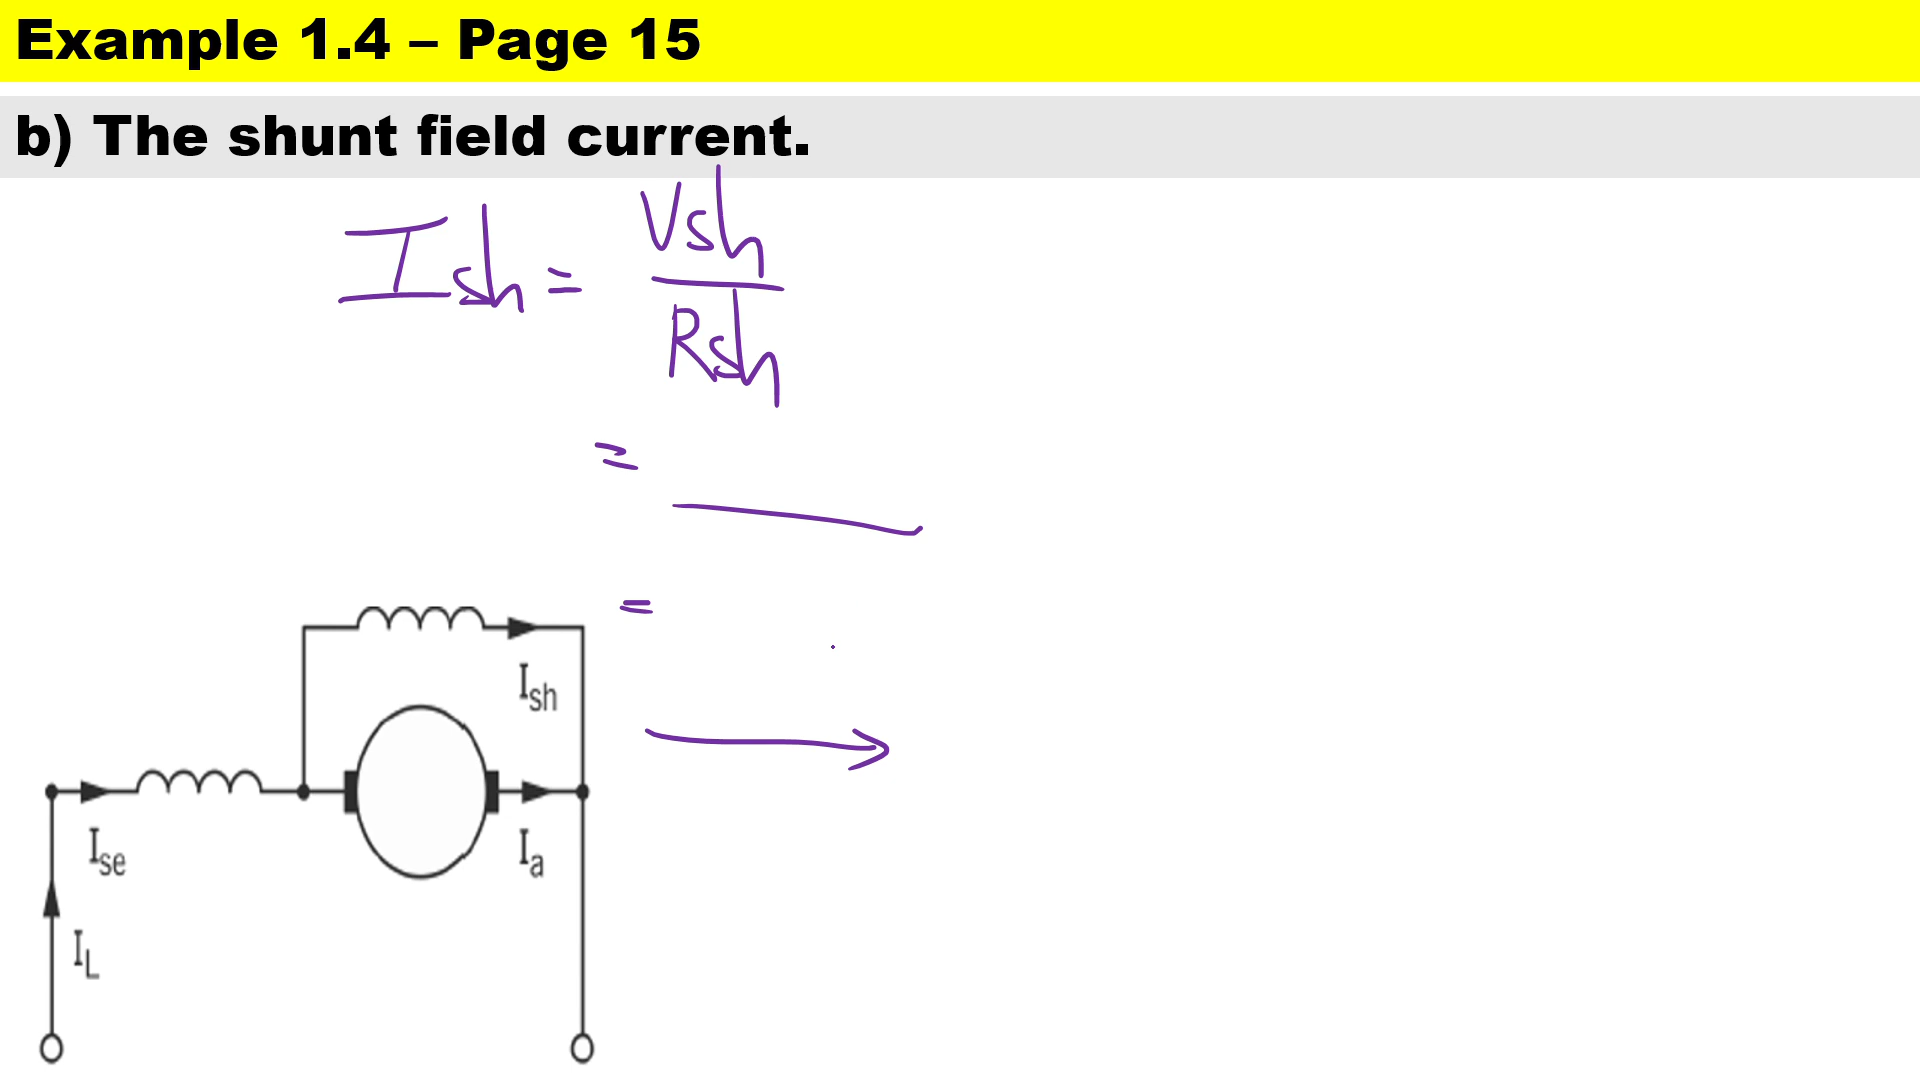 Example 1.4 – Page 15
b) The shunt field current.
Ish = Vsh
Rsh
=
=
Ish
Ise
Ia
IL